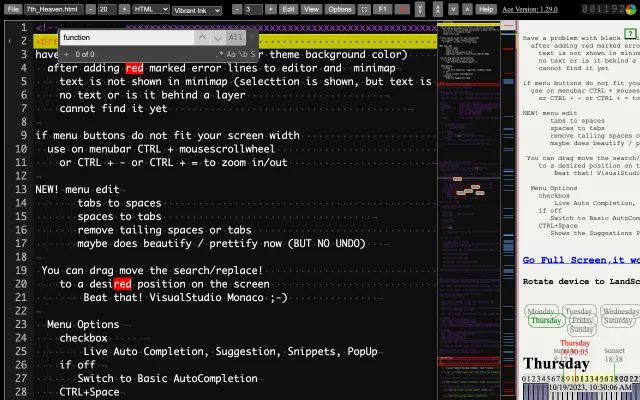 File 7th_Heaven.html 20 HTML Vibrant Ink 3 Edit View Options F1 Help Ace Version: 1.29.0 001192
1 <!--
2 <pre
function All
+ 0 of 0 .* Aa \b S
3 have er theme background color)
4 after adding red marked error lines to editor and minimap
5 text is not shown in minimap (selecttion is shown, but text is
6 no text or is it behind a layer
7 cannot find it yet
8
9 if menu buttons do not fit your screen width
10 use on menubar CTRL + mousescrollwheel
11 or CTRL + - or CTRL + = to zoom in/out
12
13 NEW! menu edit
14 tabs to spaces
15 spaces to tabs
16 remove tailing spaces or tabs
17 maybe does beautify / prettify now (BUT NO UNDO)
18
19 You can drag move the search/replace!
20 to a desired position on the screen
21 Beat that! VisualStudio Monaco ;-)
22
23 Menu Options
24 checkbox
25 Live Auto Completion, Suggestion, Snippets, PopUp
26 if off
27 Switch to Basic AutoCompletion
28 CTRL+Space
?
have a problem with black
after adding red marked error
text is not shown in minim
no text or is it behind a
cannot find it yet
if menu buttons do not fit your
use on menubar CTRL + mousesc
or CTRL + - or CTRL + = to
NEW! menu edit
tabs to spaces
spaces to tabs
maybe does beautify / p
You can drag move the search/
to a desired position on
Beat that! VisualStu
Menu Options
checkbox
Live Auto Completion,
if off
Switch to Basic AutoCom
CTRL+Space
Shows the Suggestions P
Go Full Screen,it wo
Rotate device to LandSc
Monday Tuesday Wednesday
Thursday Friday Saturday
Sunday
Thursday
10:30:05
sunset
18:38
Thursday
10/19/2023, 10:30:06 AM